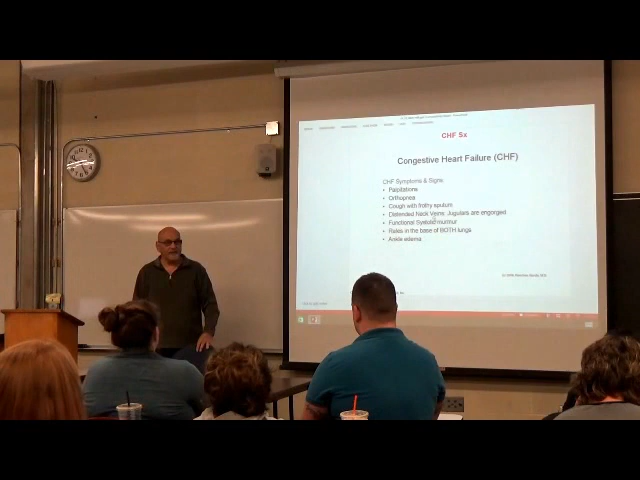 CHF 5x
Congestive Heart Failure (CHF)
CHF Symptoms & Signs
• Palpitations
• Orthopnea
• Cough with frothy sputum
• Distended Neck Veins: Jugulars are engorged
• Functional Systolic murmur
• Rales in the base of BOTH lungs
• Ankle edema